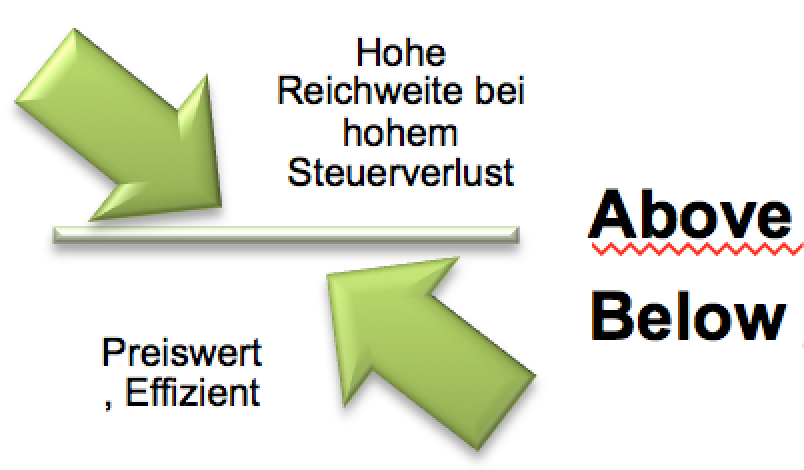 Hohe
Reichweite bei
hohem
Steuerverlust
Above
Below
Preiswert
, Effizient